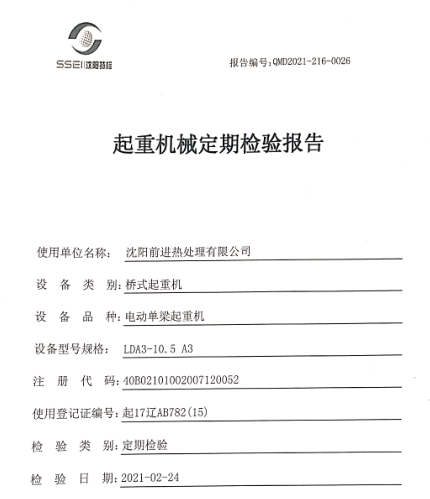 SSEI沈阳特检
报告编号:QMD2021-216-0026
起重机械定期检验报告
使用单位名称: 沈阳前进热处理有限公司
设 备 类 别:桥式起重机
设 备 品 种:电动单梁起重机
设备型号规格: LDA3-10.5 A3
注 册 代 码:40B02101002007120052
使用登记证编号:起17辽AB782(15)
检 验 类 别:定期检验
检 验 日 期:2021-02-24